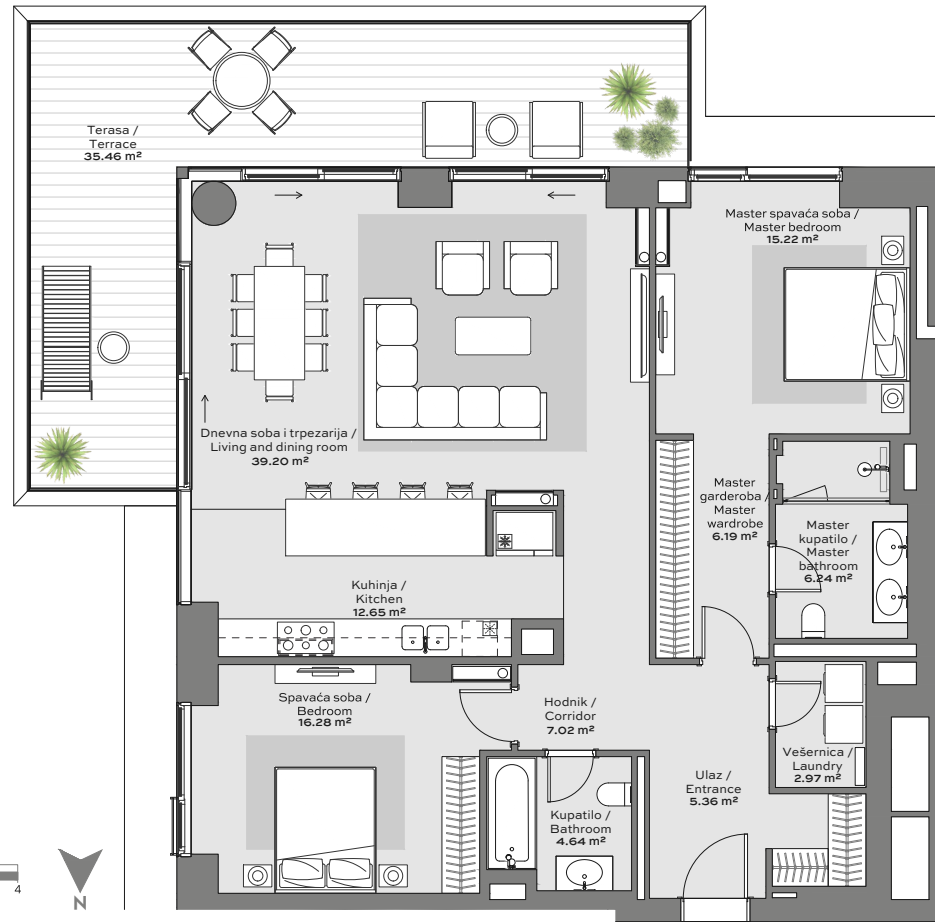 Terasa /
Terrace
35.46 m²
Master spavaća soba /
Master bedroom
15.22 m²
Dnevna soba i trpezarija /
Living and dining room
39.20 m²
Master
garderoba /
Master
wardrobe
6.19 m²
Master
kupatilo /
Master
bathroom
6.24 m²
Kuhinja /
Kitchen
12.65 m²
Spavaća soba /
Bedroom
16.28 m²
Hodnik /
Corridor
7.02 m²
Vešernica /
Laundry
2.97 m²
Ulaz /
Entrance
5.36 m²
Kupatilo /
Bathroom
4.64 m²
4
N